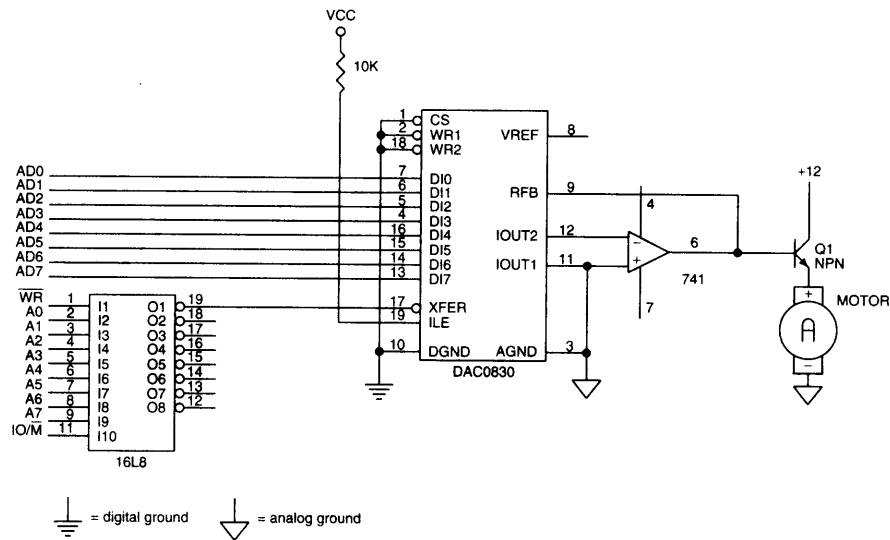 VCC
10K
1 CS
2 WR1
18 WR2
VREF 8
AD0 7 DI0
AD1 6 DI1
AD2 5 DI2
AD3 4 DI3
AD4 16 DI4
AD5 15 DI5
AD6 14 DI6
AD7 13 DI7
RFB 9
IOUT2 12
IOUT1 11
4
6
741
7
+12
Q1
NPN
MOTOR
+
A
−
17 XFER
19 ILE
10 DGND
AGND 3
DAC0830
WR 1 I1 O1 19
A0 2 I2 O2 18
A1 3 I3 O3 17
A2 4 I4 O4 16
A3 5 I5 O5 15
A4 6 I6 O6 14
A5 7 I7 O7 13
A6 8 I8 O8 12
A7 9 I9
IO/M 11 I10
16L8
= digital ground
= analog ground